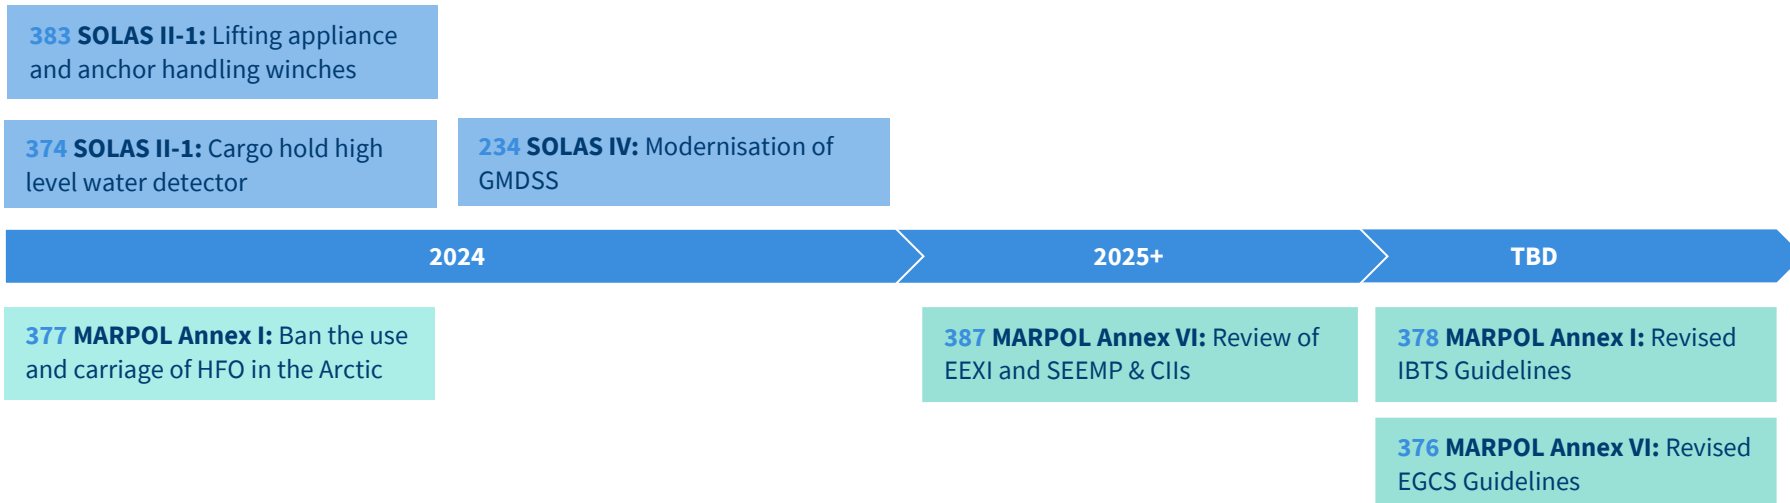 383 SOLAS II-1: Lifting appliance
and anchor handling winches
374 SOLAS II-1: Cargo hold high
level water detector
234 SOLAS IV: Modernisation of
GMDSS
2024
2025+
TBD
377 MARPOL Annex I: Ban the use
and carriage of HFO in the Arctic
387 MARPOL Annex VI: Review of
EEXI and SEEMP & CIIs
378 MARPOL Annex I: Revised
IBTS Guidelines
376 MARPOL Annex VI: Revised
EGCS Guidelines